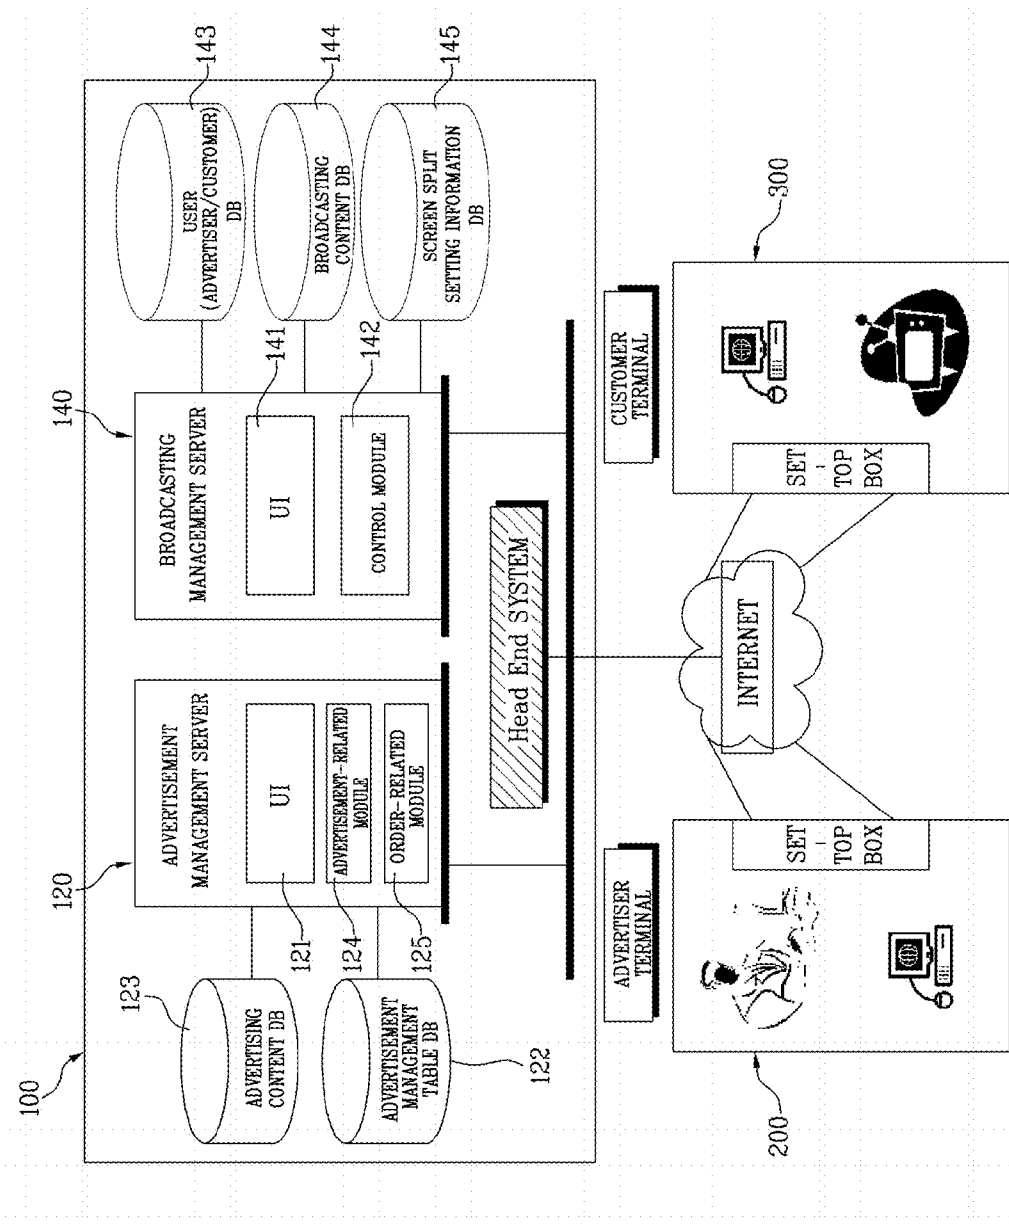 100
120
140
ADVERTISEMENT
MANAGEMENT SERVER
BROADCASTING
MANAGEMENT SERVER
123
ADVERTISING
CONTENT DB
121
UI
UI
141
USER
(ADVERTISER/CUSTOMER)
DB
143
124
ADVERTISEMENT-RELATED
MODULE
ADVERTISEMENT
MANAGEMENT
TABLE DB
122
125
ORDER-RELATED
MODULE
CONTROL MODULE
142
BROADCASTING
CONTENT DB
144
SCREEN SPLIT
SETTING INFORMATION
DB
145
Head End SYSTEM
ADVERTISER
TERMINAL
CUSTOMER
TERMINAL
200
SET
-
TOP
BOX
INTERNET
SET
-
TOP
BOX
300